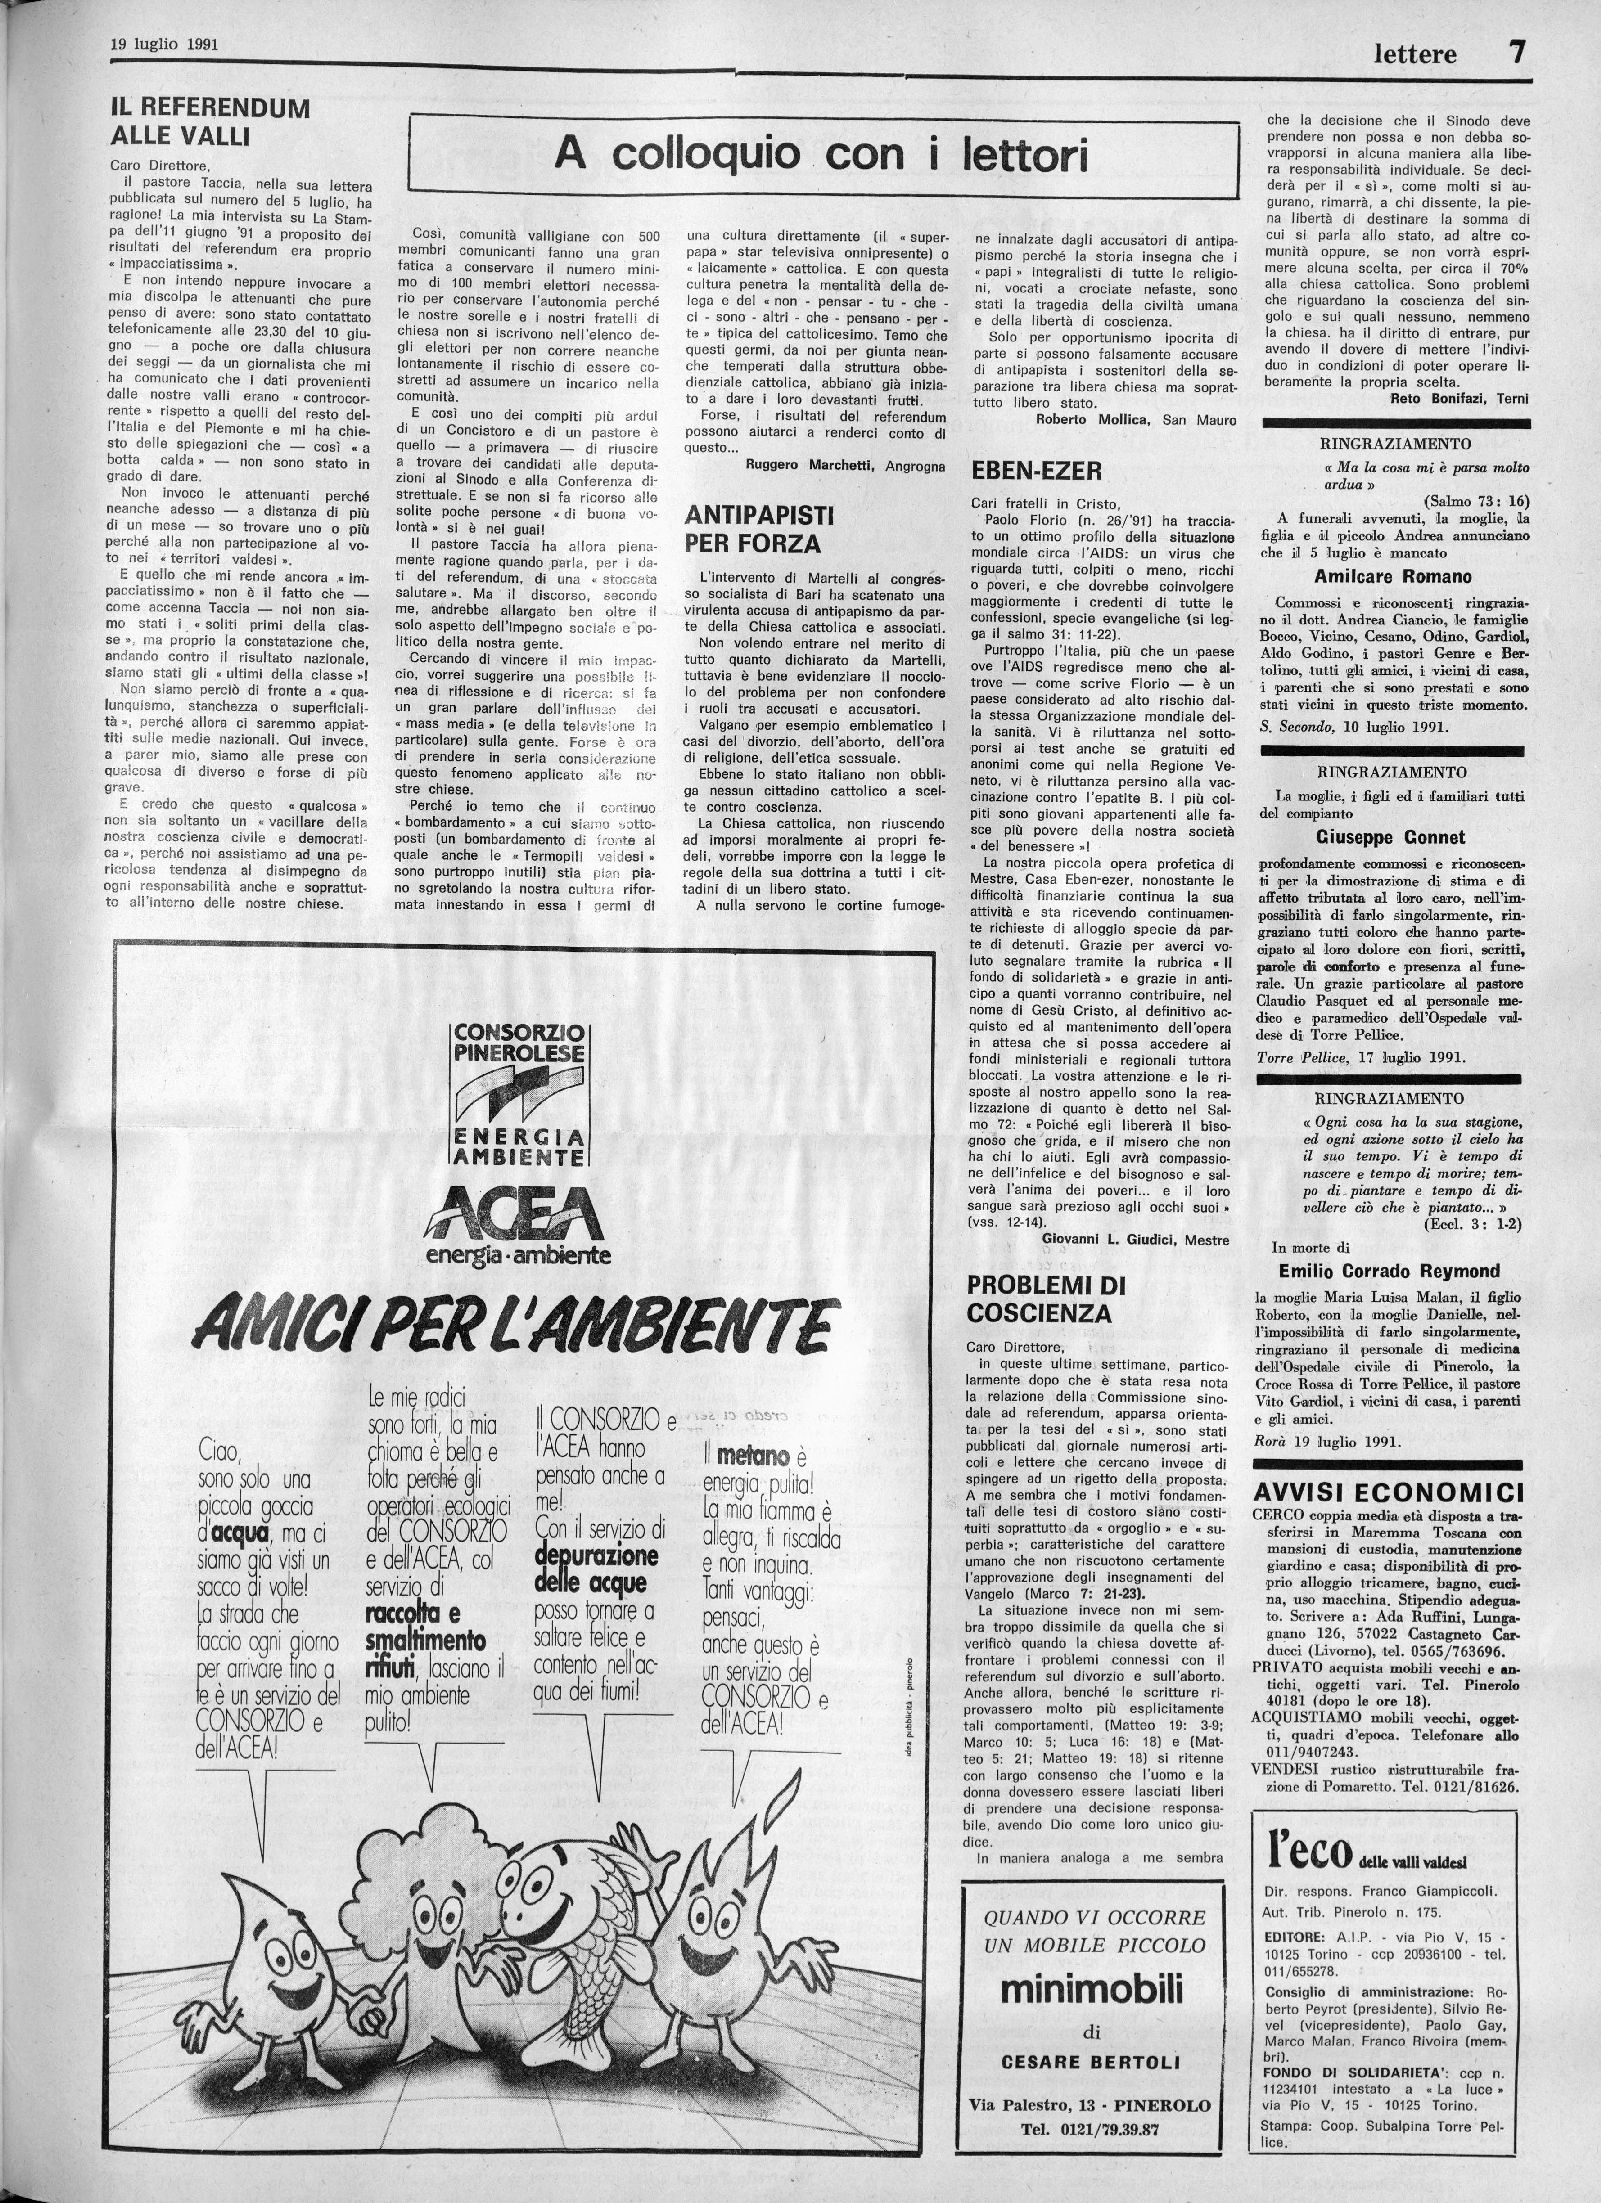 19 luglio 1991
lettere 7
A colloquio con i lettori
IL REFERENDUM
ALLE VALLI
Caro Direttore,
il pastore Taccia, nella sua lettera
pubblicata sul numero del 5 luglio, ha
ragione! La mia intervista su La Stam-
pa dell'11 giugno '91 a proposito dei
risultati del referendum era proprio
« impacciatissima ».
E non intendo neppure invocare a
mia discolpa le attenuanti che pure
penso di avere: sono stato contattato
telefonicamente alle 23,30 del 10 giu-
gno — a poche ore dalla chiusura
dei seggi — da un giornalista che mi
ha comunicato che i dati provenienti
dalle nostre valli erano « controcor-
rente » rispetto a quelli del resto del-
l'Italia e del Piemonte e mi ha chie-
sto delle spiegazioni che — così « a
botta calda » — non sono stato in
grado di dare.
Non invoco le attenuanti perché
neanche adesso — a distanza di più
di un mese — so trovare uno o più
perché alla non partecipazione al vo-
to nei « territori valdesi ».
E quello che mi rende ancora « im-
pacciatissimo » non è il fatto che —
come accenna Taccia — noi non sia-
mo stati i « soliti primi della clas-
se », ma proprio la constatazione che,
andando contro il risultato nazionale,
siamo stati gli « ultimi della classe »!
Non siamo perciò di fronte a « qua-
lunquismo, stanchezza o superficiali-
tà », perché allora ci saremmo appiat-
titi sulle medie nazionali. Qui invece,
a parer mio, siamo alle prese con
qualcosa di diverso e forse di più
grave.
E credo che questo « qualcosa »
non sia soltanto un « vacillare della
nostra coscienza civile e democrati-
ca », perché noi assistiamo ad una pe-
ricolosa tendenza al disimpegno da
ogni responsabilità anche e soprattut-
to all'interno delle nostre chiese.
Così, comunità valligiane con 500
membri comunicanti fanno una gran
fatica a conservare il numero mini-
mo di 100 membri elettori necessa-
rio per conservare l'autonomia perché
le nostre sorelle e i nostri fratelli di
chiesa non si iscrivono nell'elenco de-
gli elettori per non correre neanche
lontanamente il rischio di essere co-
stretti ad assumere un incarico nella
comunità.
E così uno dei compiti più ardui
di un Concistoro e di un pastore è
quello — a primavera — di riuscire
a trovare dei candidati alle deputa-
zioni al Sinodo e alla Conferenza di-
strettuale. E se non si fa ricorso alle
solite poche persone « di buona vo-
lontà » si è nei guai!
Il pastore Taccia ha allora piena-
mente ragione quando parla, per i da-
ti del referendum, di una « stoccata
salutare ». Ma il discorso, secondo
me, andrebbe allargato ben oltre il
solo aspetto dell'impegno sociale e po-
litico della nostra gente.
Cercando di vincere il mio impac-
cio, vorrei suggerire una possibile li-
nea di riflessione e di ricerca: si fa
un gran parlare dell'influsso dei
« mass media » (e della televisione in
particolare) sulla gente. Forse è ora
di prendere in seria considerazione
questo fenomeno applicato alle no-
stre chiese.
Perché io temo che il continuo
« bombardamento » a cui siamo sotto-
posti (un bombardamento di fronte al
quale anche le « Termopili valdesi »
sono purtroppo inutili) stia pian pia-
no sgretolando la nostra cultura rifor-
mata innestando in essa i germi di
una cultura direttamente (il « super-
papa » star televisiva onnipresente) o
« laicamente » cattolica. E con questa
cultura penetra la mentalità della de-
lega e del « non - pensar - tu - che -
ci - sono - altri - che - pensano - per -
te » tipica del cattolicesimo. Temo che
questi germi, da noi per giunta nean-
che temperati dalla struttura obbe-
dienziale cattolica, abbiano già inizia-
to a dare i loro devastanti frutti.
Forse, i risultati del referendum
possono aiutarci a renderci conto di
questo...
Ruggero Marchetti, Angrogna
ANTIPAPISTI
PER FORZA
L'intervento di Martelli al congres-
so socialista di Bari ha scatenato una
virulenta accusa di antipapismo da par-
te della Chiesa cattolica e associati.
Non volendo entrare nel merito di
tutto quanto dichiarato da Martelli,
tuttavia è bene evidenziare il nocciо-
lo del problema per non confondere
i ruoli tra accusati e accusatori.
Valgano per esempio emblematico i
casi del divorzio, dell'aborto, dell'ora
di religione, dell'etica sessuale.
Ebbene lo stato italiano non obbli-
ga nessun cittadino cattolico a scel-
te contro coscienza.
La Chiesa cattolica, non riuscendo
ad imporsi moralmente ai propri fe-
deli, vorrebbe imporre con la legge le
regole della sua dottrina a tutti i cit-
tadini di un libero stato.
A nulla servono le cortine fumoge-
ne innalzate dagli accusatori di antipa-
pismo perché la storia insegna che i
« papi » integralisti di tutte le religio-
ni, vocati a crociate nefaste, sono
stati la tragedia della civiltà umana
e della libertà di coscienza.
Solo per opportunismo ipocrita di
parte si possono falsamente accusare
di antipapista i sostenitori della se-
parazione tra libera chiesa ma soprat-
tutto libero stato.
Roberto Mollica, San Mauro
EBEN-EZER
Cari fratelli in Cristo,
Paolo Florio (n. 26/'91) ha traccia-
to un ottimo profilo della situazione
mondiale circa l'AIDS: un virus che
riguarda tutti, colpiti o meno, ricchi
o poveri, e che dovrebbe coinvolgere
maggiormente i credenti di tutte le
confessioni, specie evangeliche (si leg-
ga il salmo 31: 11-22).
Purtroppo l'Italia, più che un paese
ove l'AIDS regredisce meno che al-
trove — come scrive Florio — è un
paese considerato ad alto rischio dal-
la stessa Organizzazione mondiale del-
la sanità. Vi è riluttanza nel sotto-
porsi ai test anche se gratuiti ed
anonimi come qui nella Regione Ve-
neto, vi è riluttanza persino alla vac-
cinazione contro l'epatite B. I più col-
piti sono giovani appartenenti alle fa-
sce più povere della nostra società
« del benessere »!
La nostra piccola opera profetica di
Mestre, Casa Eben-ezer, nonostante le
difficoltà finanziarie continua la sua
attività e sta ricevendo continuamen-
te richieste di alloggio specie da par-
te di detenuti. Grazie per averci vo-
luto segnalare tramite la rubrica « Il
fondo di solidarietà » e grazie in anti-
cipo a quanti vorranno contribuire, nel
nome di Gesù Cristo, al definitivo ac-
quisto ed al mantenimento dell'opera
in attesa che si possa accedere ai
fondi ministeriali e regionali tuttora
bloccati. La vostra attenzione e le ri-
sposte al nostro appello sono la rea-
lizzazione di quanto è detto nel Sal-
mo 72: « Poiché egli libererà il biso-
gnoso che grida, e il misero che non
ha chi lo aiuti. Egli avrà compassio-
ne dell'infelice e del bisognoso e sal-
verà l'anima dei poveri... e il loro
sangue sarà prezioso agli occhi suoi »
(vss. 12-14).
Giovanni L. Giudici, Mestre
PROBLEMI DI
COSCIENZA
Caro Direttore,
in queste ultime settimane, partico-
larmente dopo che è stata resa nota
la relazione della Commissione sino-
dale ad referendum, apparsa orienta-
ta per la tesi del « sì », sono stati
pubblicati dal giornale numerosi arti-
coli e lettere che cercano invece di
spingere ad un rigetto della proposta.
A me sembra che i motivi fondamen-
tali delle tesi di costoro siano costi-
tuiti soprattutto da « orgoglio » e « su-
perbia »; caratteristiche del carattere
umano che non riscuotono certamente
l'approvazione degli insegnamenti del
Vangelo (Marco 7: 21-23).
La situazione invece non mi sem-
bra troppo dissimile da quella che si
verificò quando la chiesa dovette af-
frontare i problemi connessi con il
referendum sul divorzio e sull'aborto.
Anche allora, benché le scritture ri-
provassero molto più esplicitamente
tali comportamenti, (Matteo 19: 3-9;
Marco 10: 5; Luca 16: 18) e (Mat-
teo 5: 21; Matteo 19: 18) si ritenne
con largo consenso che l'uomo e la
donna dovessero essere lasciati liberi
di prendere una decisione responsa-
bile, avendo Dio come loro unico giu-
dice.
In maniera analoga a me sembra
che la decisione che il Sinodo deve
prendere non possa e non debba so-
vrapporsi in alcuna maniera alla libe-
ra responsabilità individuale. Se deci-
derà per il « sì », come molti si au-
gurano, rimarrà, a chi dissente, la pie-
na libertà di destinare la somma di
cui si parla allo stato, ad altre co-
munità oppure, se non vorrà espri-
mere alcuna scelta, per circa il 70%
alla chiesa cattolica. Sono problemi
che riguardano la coscienza del sin-
golo e sui quali nessuno, nemmeno
la chiesa, ha il diritto di entrare, pur
avendo il dovere di mettere l'indivi-
duo in condizioni di poter operare li-
beramente la propria scelta.
Reto Bonifazi, Terni
RINGRAZIAMENTO
« Ma la cosa mi è parsa molto
ardua »
(Salmo 73: 16)
A funerali avvenuti, la moglie, la
figlia e il piccolo Andrea annunciano
che il 5 luglio è mancato
Amilcare Romano
Commossi e riconoscenti ringrazia-
no il dott. Andrea Ciancio, le famiglie
Bocco, Vicino, Cesano, Odino, Gardiol,
Aldo Godino, i pastori Genre e Ber-
tolino, tutti gli amici, i vicini di casa,
i parenti che si sono prestati e sono
stati vicini in questo triste momento.
S. Secondo, 10 luglio 1991.
RINGRAZIAMENTO
La moglie, i figli ed i familiari tutti
del compianto
Giuseppe Gonnet
profondamente commossi e riconoscen-
ti per la dimostrazione di stima e di
affetto tributata al loro caro, nell'im-
possibilità di farlo singolarmente, rin-
graziano tutti coloro che hanno parte-
cipato al loro dolore con fiori, scritti,
parole di conforto e presenza al fune-
rale. Un grazie particolare al pastore
Claudio Pasquet ed al personale me-
dico e paramedico dell'Ospedale val-
dese di Torre Pellice.
Torre Pellice, 17 luglio 1991.
RINGRAZIAMENTO
« Ogni cosa ha la sua stagione,
ed ogni azione sotto il cielo ha
il suo tempo. Vi è tempo di
nascere e tempo di morire; tem-
po di piantare e tempo di di-
vellere ciò che è piantato... »
(Eccl. 3: 1-2)
In morte di
Emilio Corrado Reymond
la moglie Maria Luisa Malan, il figlio
Roberto, con la moglie Danielle, nel-
l'impossibilità di farlo singolarmente,
ringraziano il personale di medicina
dell'Ospedale civile di Pinerolo, la
Croce Rossa di Torre Pellice, il pastore
Vito Gardiol, i vicini di casa, i parenti
e gli amici.
Rorà 19 luglio 1991.
AVVISI ECONOMICI
CERCO coppia media età disposta a tra-
sferirsi in Maremma Toscana con
mansioni di custodia, manutenzione
giardino e casa; disponibilità di pro-
prio alloggio tricamere, bagno, cuci-
na, uso macchina. Stipendio adegua-
to. Scrivere a: Ada Ruffini, Lunga-
gnano 126, 57022 Castagneto Car-
ducci (Livorno), tel. 0565/763696.
PRIVATO acquista mobili vecchi e an-
tichi, oggetti vari. Tel. Pinerolo
40181 (dopo le ore 18).
ACQUISTIAMO mobili vecchi, ogget-
ti, quadri d'epoca. Telefonare allo
011/9407243.
VENDESI rustico ristrutturabile fra-
zione di Pomaretto. Tel. 0121/81626.
l'eco delle valli valdesi
Dir. respons. Franco Giampiccoli.
Aut. Trib. Pinerolo n. 175.
EDITORE: A.I.P. - via Pio V, 15 -
10125 Torino - ccp 20936100 - tel.
011/655278.
Consiglio di amministrazione: Ro-
berto Peyrot (presidente), Silvio Re-
vel (vicepresidente), Paolo Gay,
Marco Malan, Franco Rivoira (mem-
bri).
FONDO DI SOLIDARIETA': ccp n.
11234101 intestato a « La luce »
via Pio V, 15 - 10125 Torino.
Stampa: Coop. Subalpina Torre Pel-
lice.
CONSORZIO
PINEROLESE
ENERGIA
AMBIENTE
ACEA
energia·ambiente
AMICI PER L'AMBIENTE
Ciao,
sono solo una
piccola goccia
d'acqua, ma ci
siamo già visti un
sacco di volte!
La strada che
faccio ogni giorno
per arrivare fino a
te è un servizio del
CONSORZIO e
dell'ACEA!
Le mie radici
sono forti, la mia
chioma è bella e
folta perché gli
operatori ecologici
del CONSORZIO
e dell'ACEA, col
servizio di
raccolta e
smaltimento
rifiuti, lasciano il
mio ambiente
pulito!
Il CONSORZIO e
l'ACEA hanno
pensato anche a
me!
Con il servizio di
depurazione
delle acque
posso tornare a
saltare felice e
contento nell'ac-
qua dei fiumi!
Il metano è
energia pulita!
La mia fiamma è
allegra, ti riscalda
e non inquina.
Tanti vantaggi:
pensaci,
anche questo è
un servizio del
CONSORZIO e
dell'ACEA!
idea pubblicità - pinerolo
QUANDO VI OCCORRE
UN MOBILE PICCOLO
minimobili
di
CESARE BERTOLI
Via Palestro, 13 - PINEROLO
Tel. 0121/79.39.87